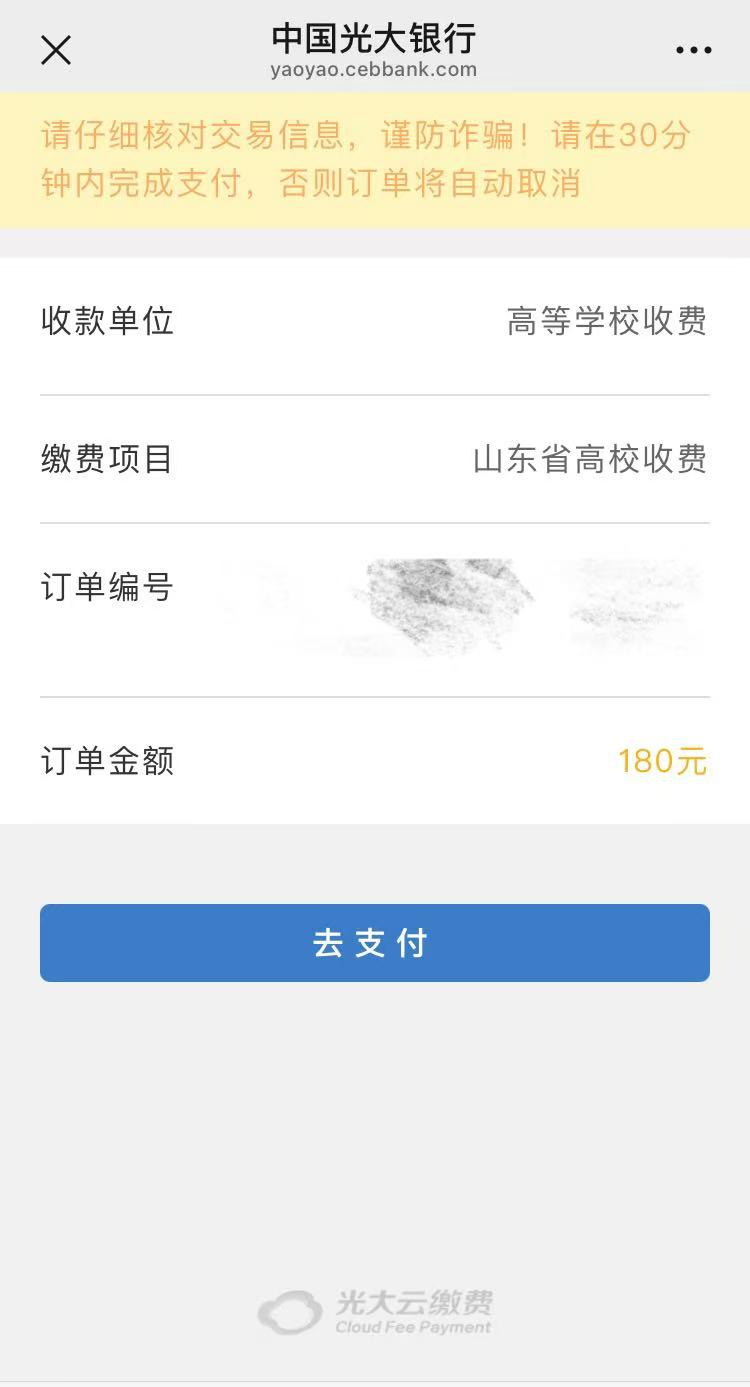 中国光大银行
yaoyao.cebbank.com
请仔细核对交易信息，谨防诈骗！请在30分
钟内完成支付，否则订单将自动取消
收款单位 高等学校收费
缴费项目 山东省高校收费
订单编号
订单金额 180元
去支付
光大云缴费
Cloud Fee Payment